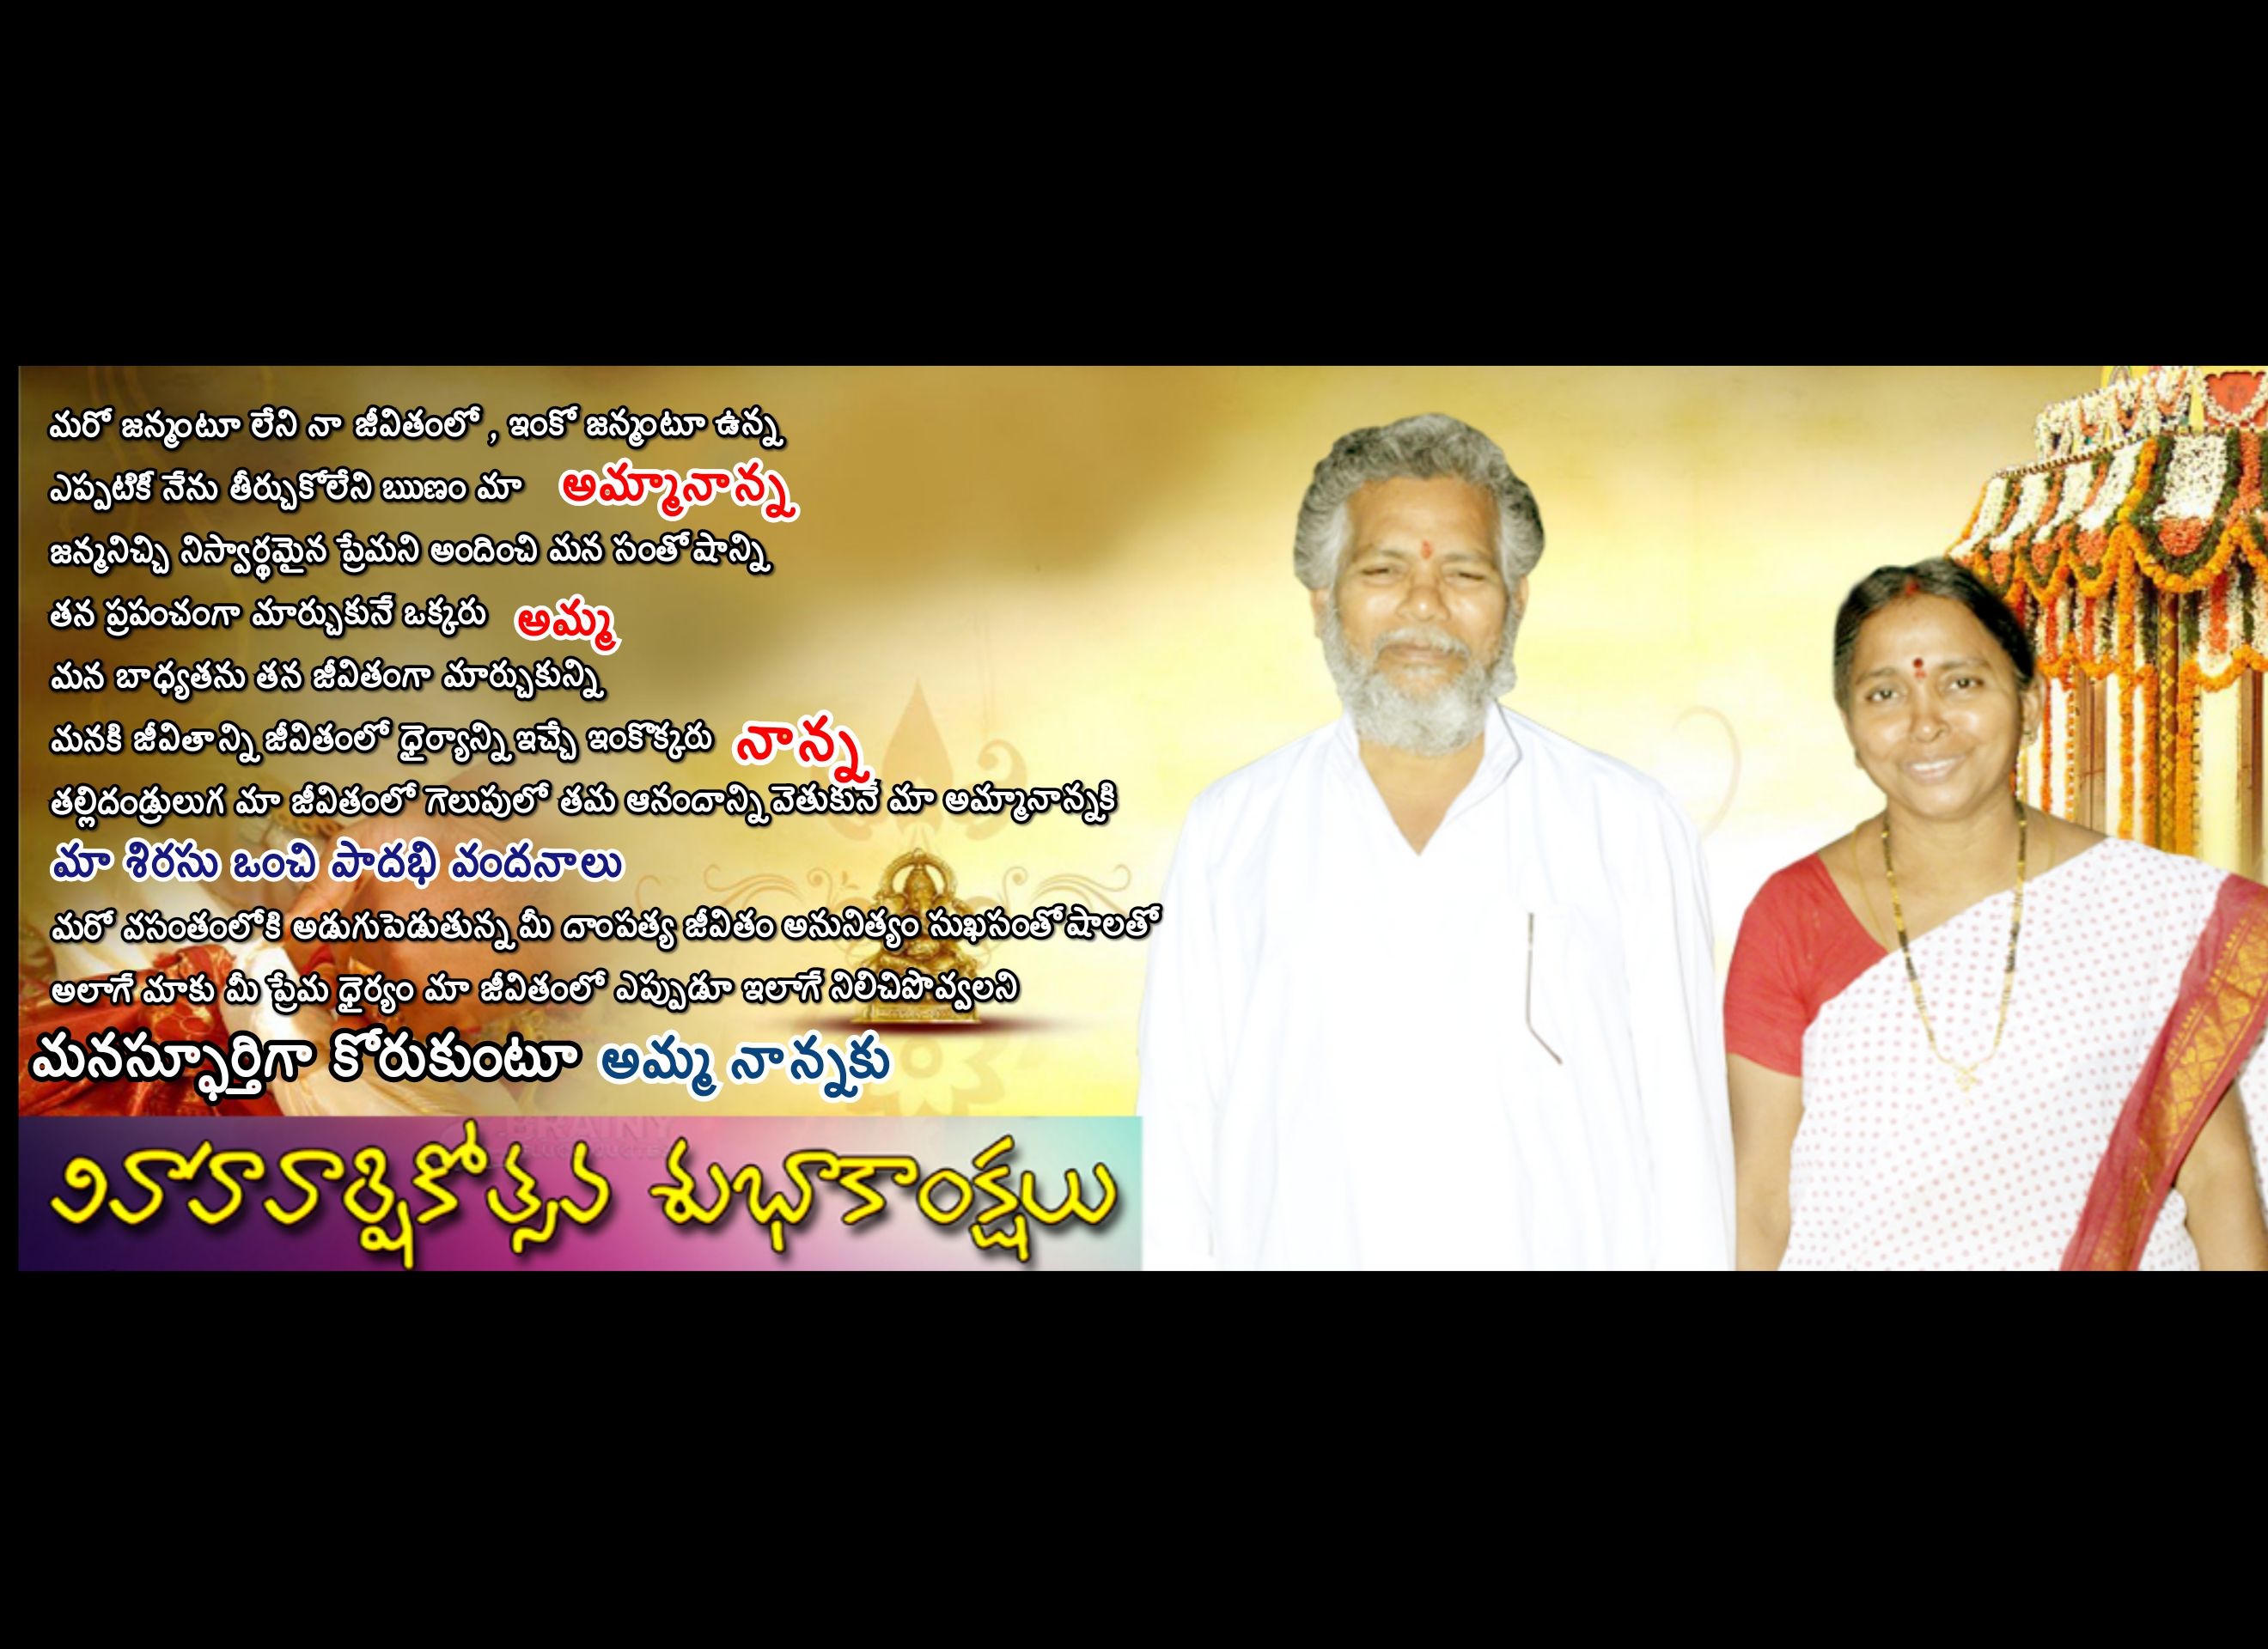 మరో జన్మంటూ లేని నా జీవితంలో , ఇంకో జన్మంటూ ఉన్న
ఎప్పటికీ నేను తీర్చుకోలేని ఋణం మా అమ్మానాన్న
జన్మనిచ్చి నిస్వార్థమైన ప్రేమని అందించి మన సంతోషాన్ని
తన ప్రపంచంగా మార్చుకునే ఒక్కరు అమ్మ
మన బాధ్యతను తన జీవితంగా మార్చుకున్ని
మనకి జీవితాన్ని జీవితంలో ధైర్యాన్ని ఇచ్చే ఇంకొక్కరు నాన్న
తల్లిదండ్రులుగ మా జీవితంలో గెలుపులో తమ ఆనందాన్ని వెతుకునే మా అమ్మానాన్నకి
మా శిరసు ఒంచి పాదభి వందనాలు
మరో వసంతంలోకి అడుగుపెడుతున్న మీ దాంపత్య జీవితం అనునిత్యం సుఖసంతోషాలతో
అలాగే మాకు మీ ప్రేమ ధైర్యం మా జీవితంలో ఎప్పుడూ ఇలాగే నిలిచిపొవ్వలని
మనస్ఫూర్తిగా కోరుకుంటూ అమ్మ నాన్నకు
వివాహవార్షికోత్సవ శుభాకాంక్షలు